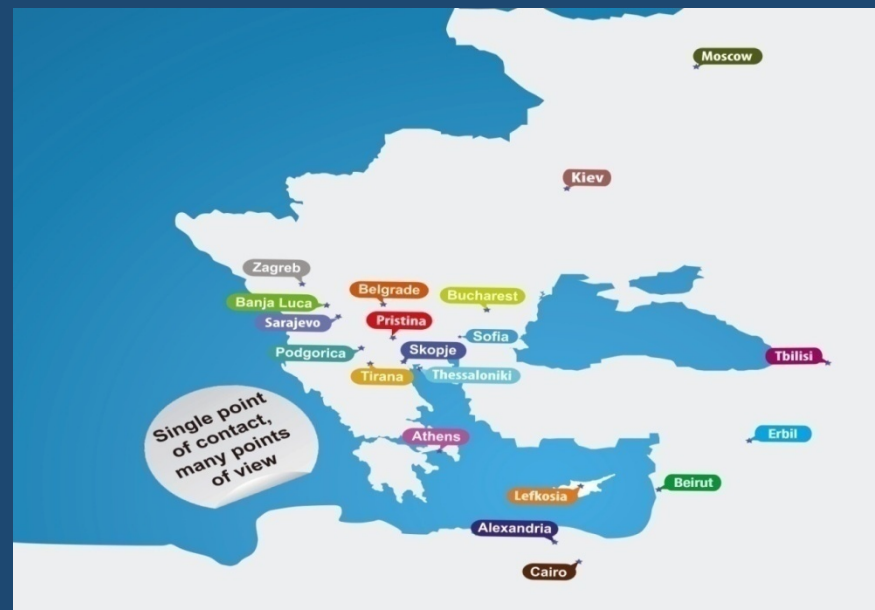 Moscow
Kiev
Zagreb
Belgrade
Bucharest
Banja Luca
Sarajevo
Pristina
Sofia
Podgorica
Skopje
Tbilisi
Tirana
Thessaloniki
Single point
of contact,
many points
of view
Athens
Erbil
Lefkosia
Beirut
Alexandria
Cairo